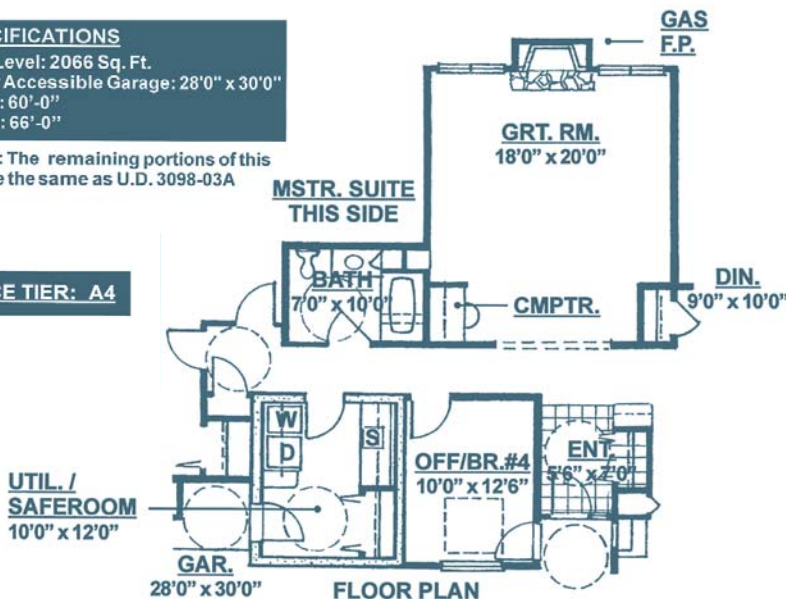 CIFICATIONS
Level: 2066 Sq. Ft.
Accessible Garage: 28'0" x 30'0"
: 60'-0"
: 66'-0"
: The remaining portions of this
e the same as U.D. 3098-03A
CE TIER: A4
GAS
F.P.
GRT. RM.
18'0" x 20'0"
MSTR. SUITE
THIS SIDE
BATH
7'0" x 10'0"
CMPTR.
DIN.
9'0" x 10'0"
W
D
S
OFF/BR.#4
10'0" x 12'6"
ENT.
5'6" x 7'0"
UTIL. /
SAFEROOM
10'0" x 12'0"
GAR.
28'0" x 30'0"
FLOOR PLAN